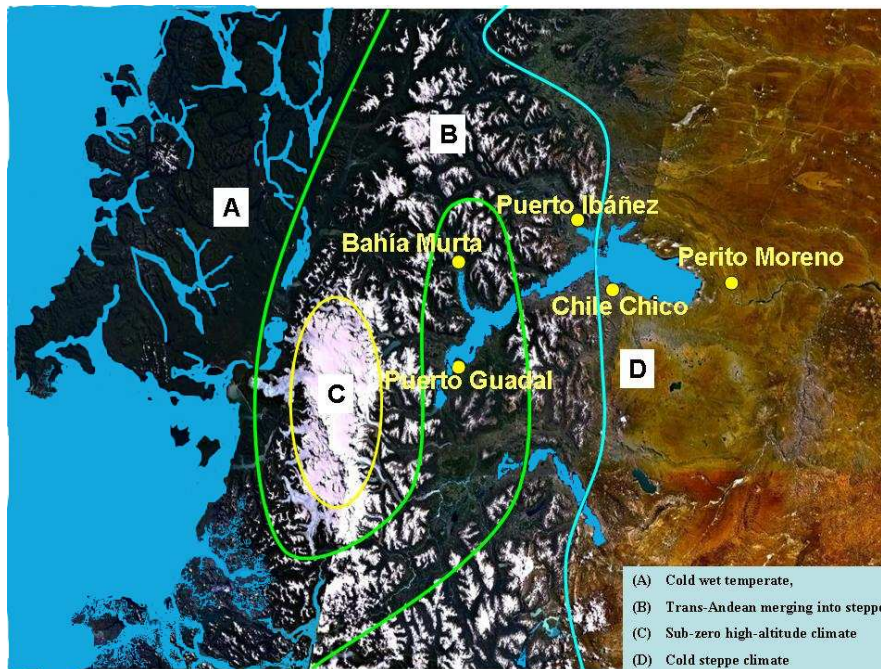 B
A
Puerto Ibáñez
Bahía Murta
Perito Moreno
Chile Chico
C
Puerto Guadal
D
(A) Cold wet temperate,
(B) Trans-Andean merging into steppe
(C) Sub-zero high-altitude climate
(D) Cold steppe climate